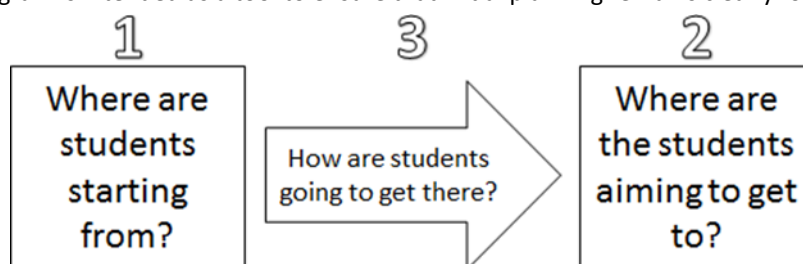 1
3
2
Where are
students
starting
from?
How are students
going to get there?
Where are
the students
aiming to get
to?